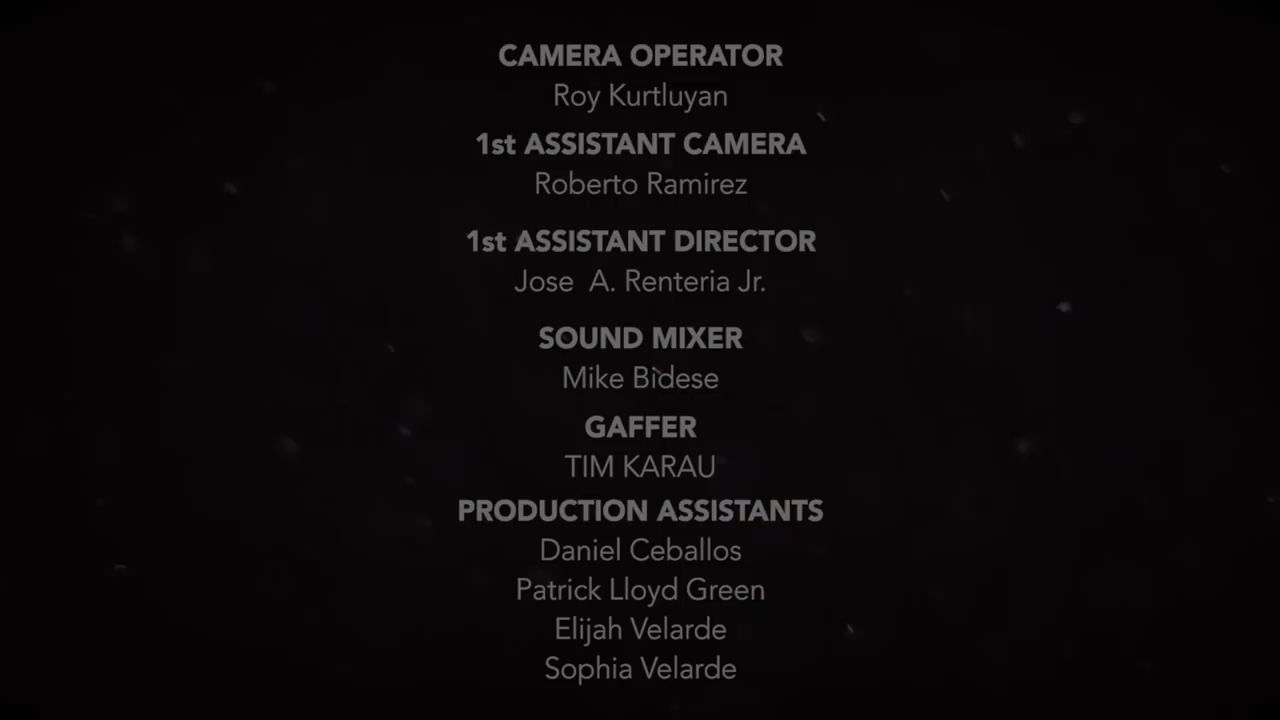 CAMERA OPERATOR
Roy Kurtluyan
1st ASSISTANT CAMERA
Roberto Ramirez
1st ASSISTANT DIRECTOR
Jose  A. Renteria Jr.
SOUND MIXER
Mike Bidese
GAFFER
TIM KARAU
PRODUCTION ASSISTANTS
Daniel Ceballos
Patrick Lloyd Green
Elijah Velarde
Sophia Velarde